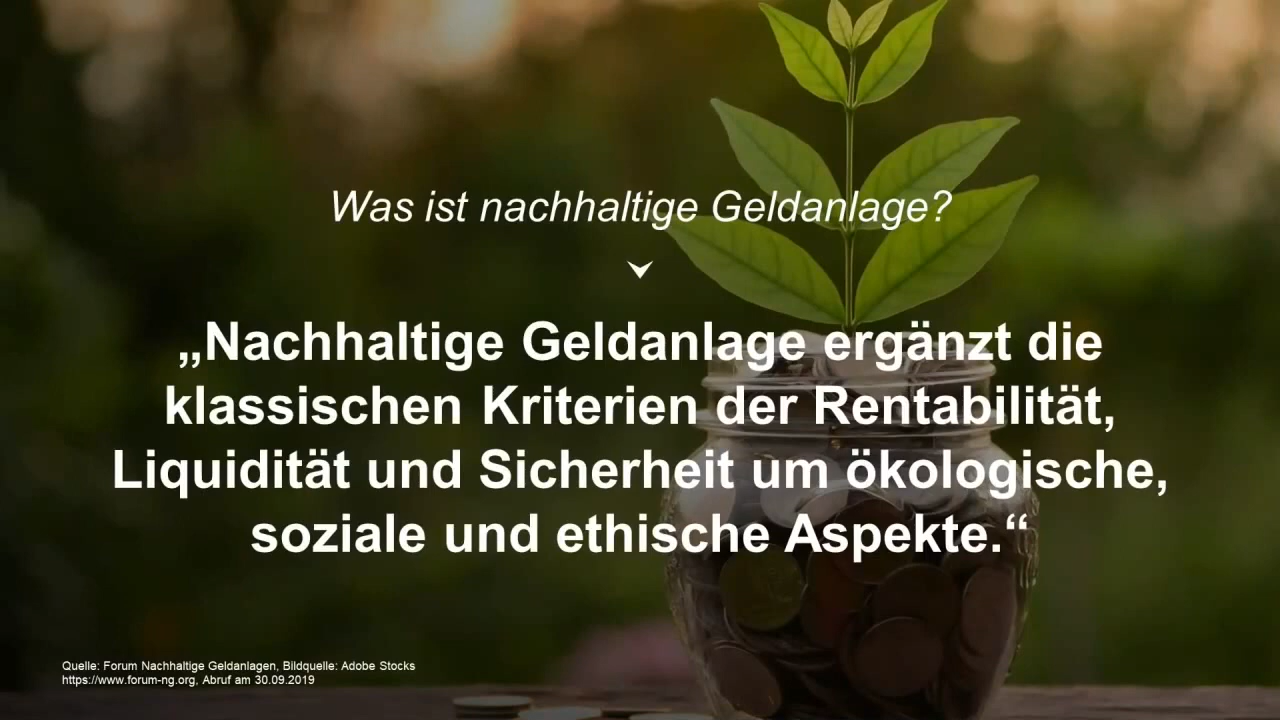 Was ist nachhaltige Geldanlage?
„Nachhaltige Geldanlage ergänzt die
klassischen Kriterien der Rentabilität,
Liquidität und Sicherheit um ökologische,
soziale und ethische Aspekte.“
Quelle: Forum Nachhaltige Geldanlagen, Bildquelle: Adobe Stocks
https://www.forum-ng.org, Abruf am 30.09.2019